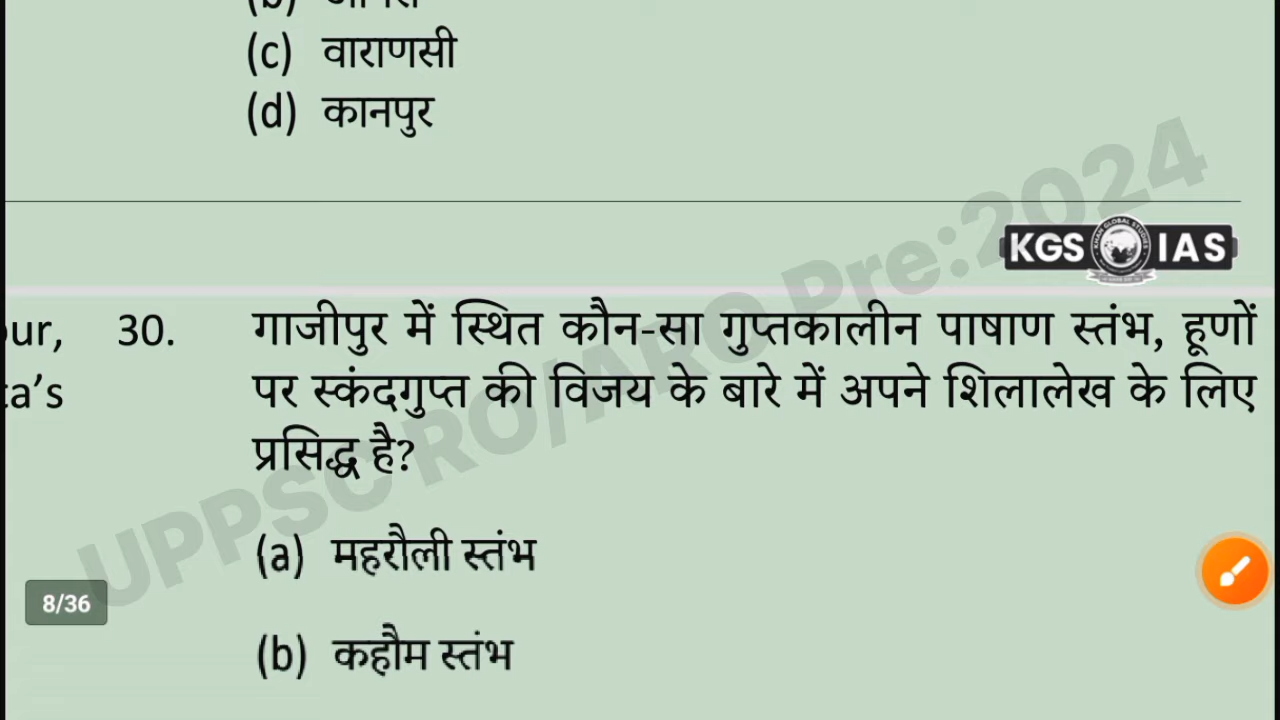 (c) वाराणसी
(d) कानपुर
KGS IAS
30. गाजीपुर में स्थित कौन-सा गुप्तकालीन पाषाण स्तंभ, हूणों
पर स्कंदगुप्त की विजय के बारे में अपने शिलालेख के लिए
प्रसिद्ध है?
(a) महरौली स्तंभ
8/36
(b) कहौम स्तंभ
UPPSC RO/ARO Pre:2024